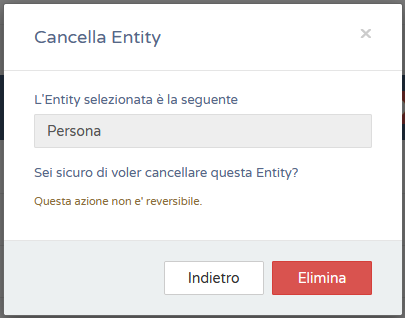 Cancella Entity
×
L'Entity selezionata è la seguente
Persona
Sei sicuro di voler cancellare questa Entity?
Questa azione non e' reversibile.
Indietro
Elimina